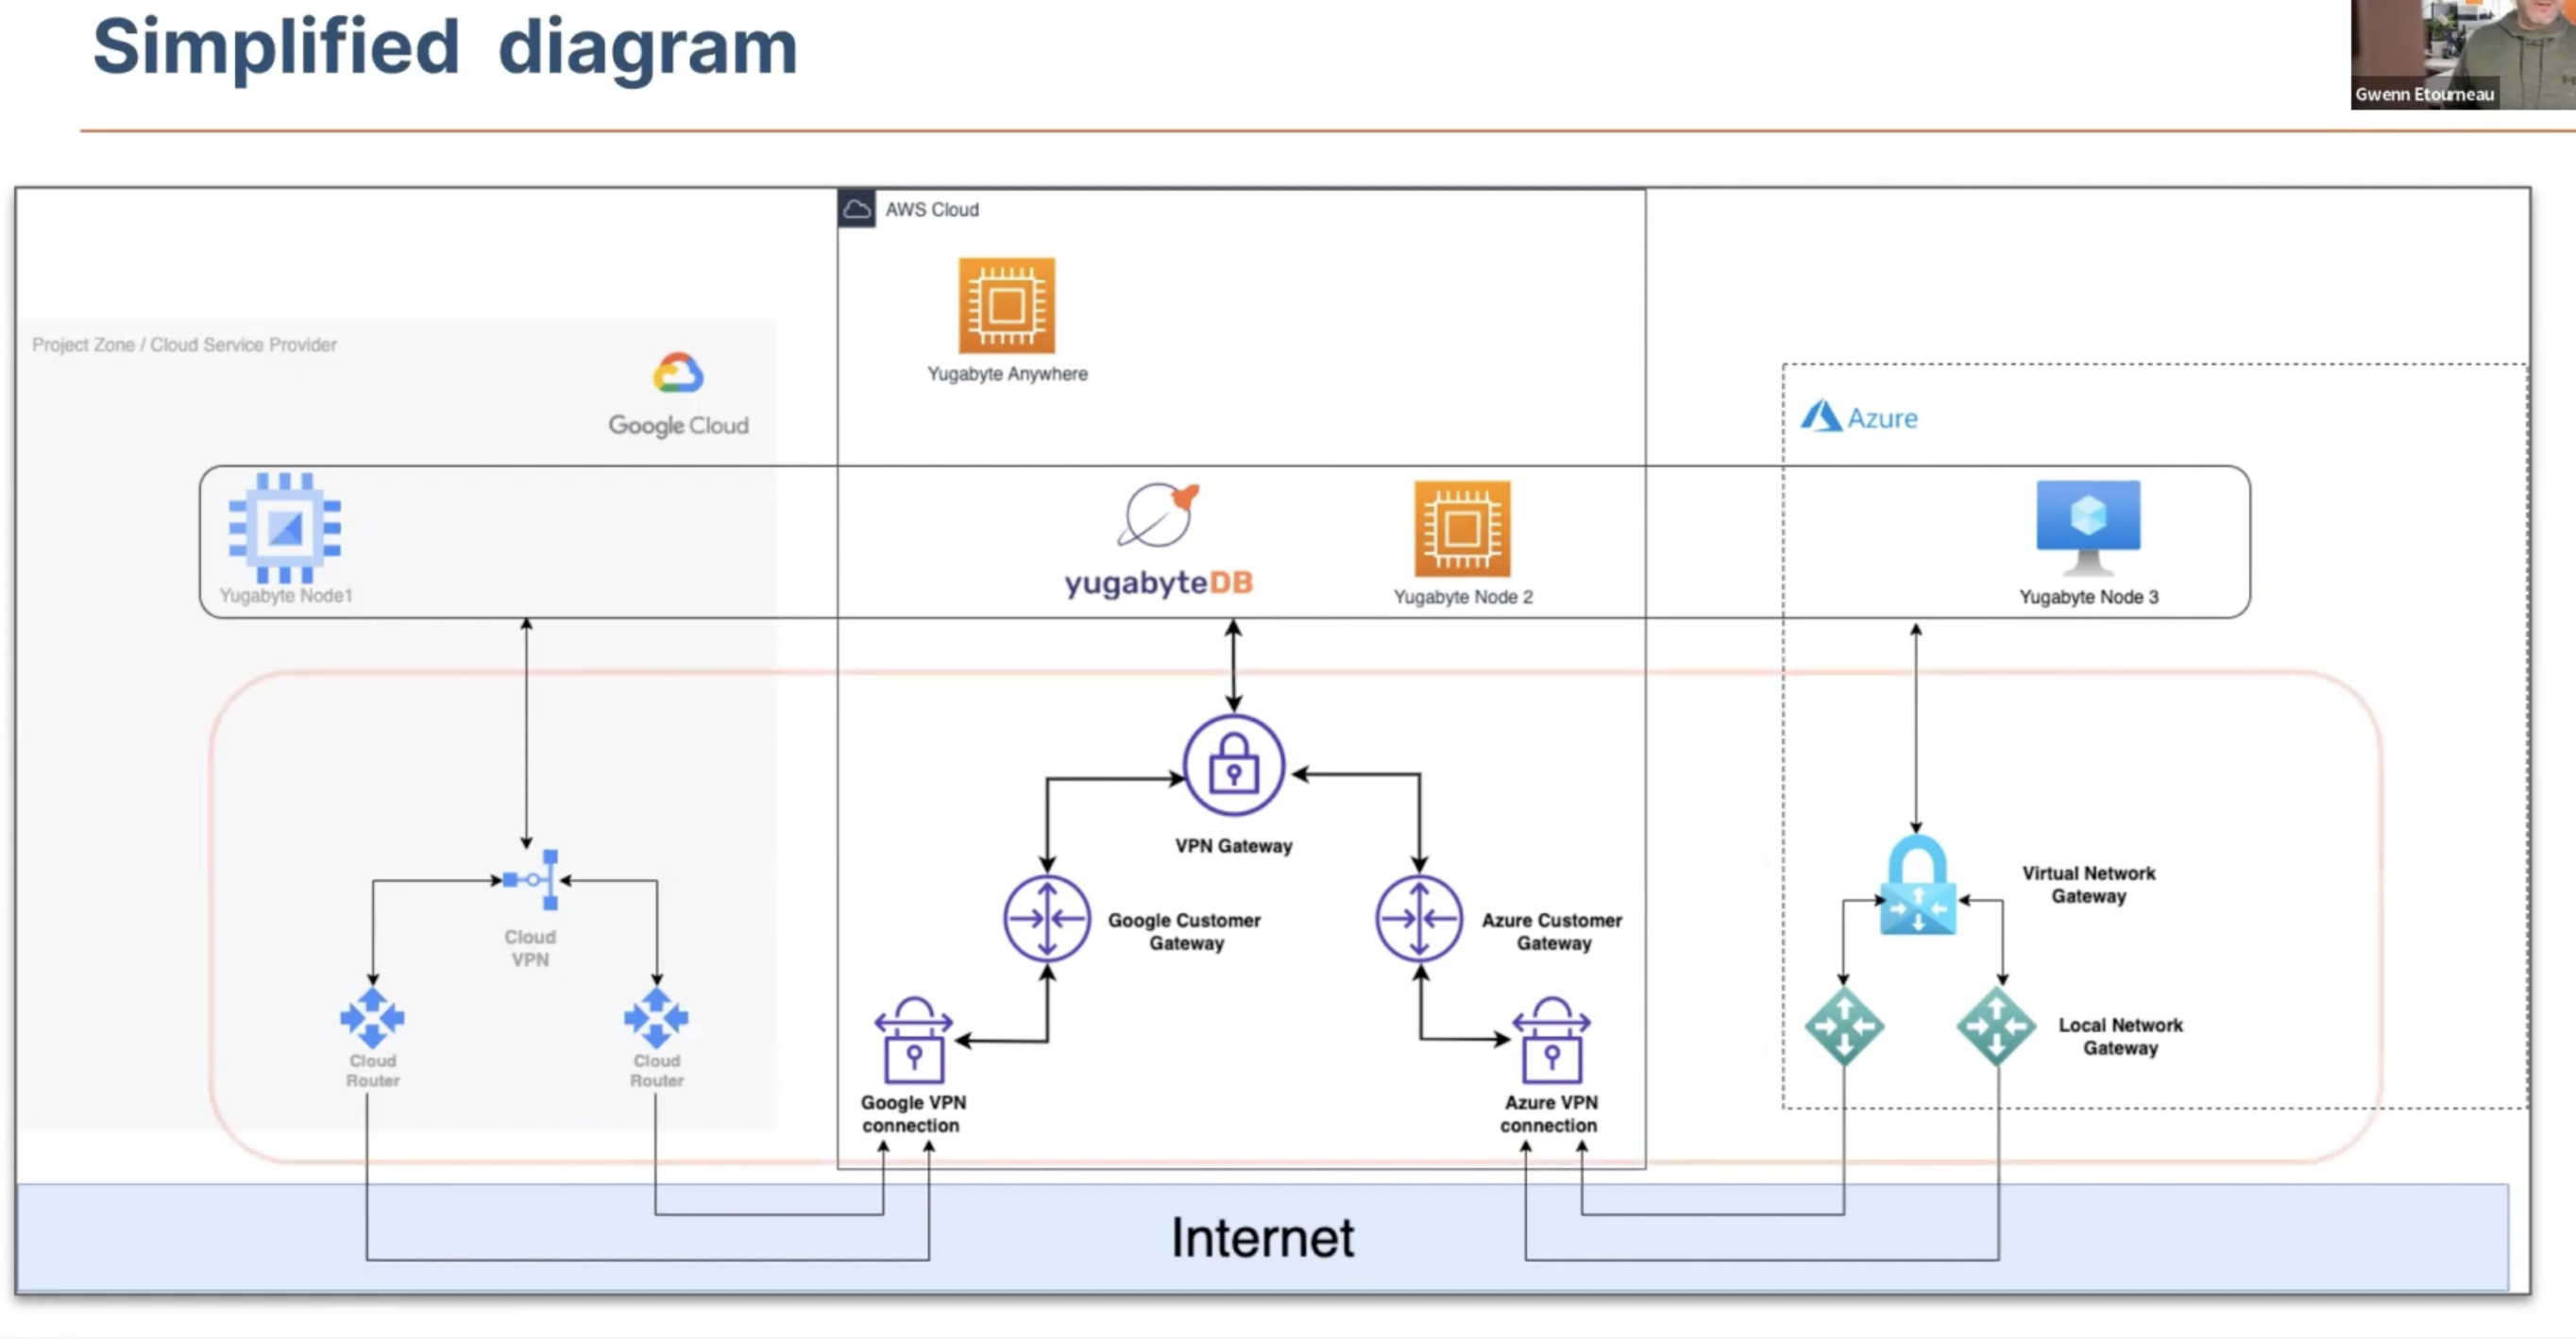 Simplified diagram
Gwenn Etourneau
AWS Cloud
Yugabyte Anywhere
Project Zone / Cloud Service Provider
Google Cloud
Azure
Yugabyte Node1
yugabyteDB
Yugabyte Node 2
Yugabyte Node 3
VPN Gateway
Cloud
VPN
Google Customer
Gateway
Azure Customer
Gateway
Virtual Network
Gateway
Cloud
Router
Cloud
Router
Google VPN
connection
Azure VPN
connection
Local Network
Gateway
Internet